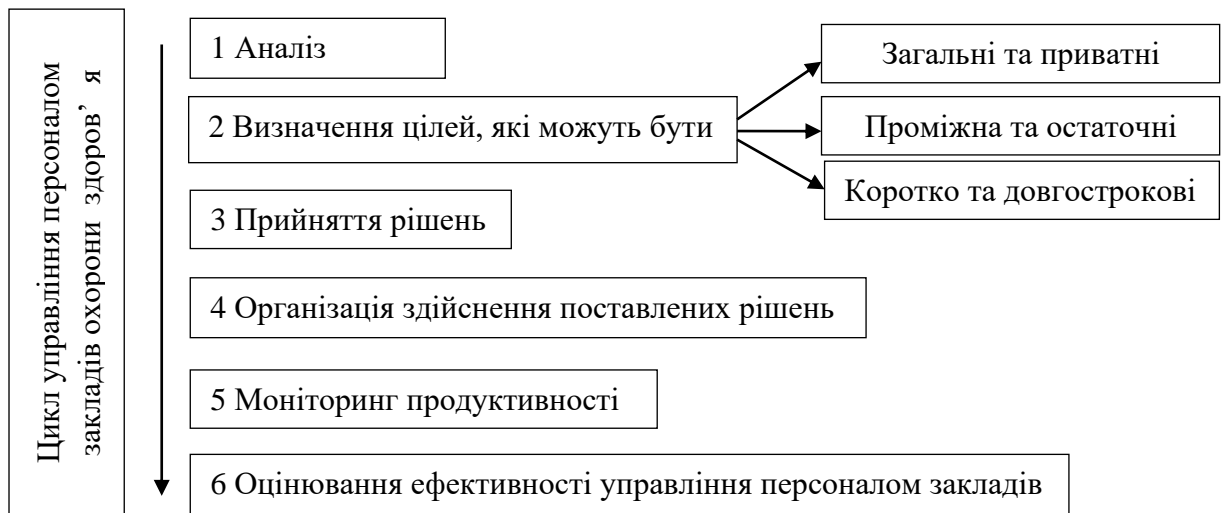 Цикл управління персоналом
закладів охорони здоров’ я
1 Аналіз
2 Визначення цілей, які можуть бути
Загальні та приватні
Проміжна та остаточні
Коротко та довгострокові
3 Прийняття рішень
4 Організація здійснення поставлених рішень
5 Моніторинг продуктивності
6 Оцінювання ефективності управління персоналом закладів